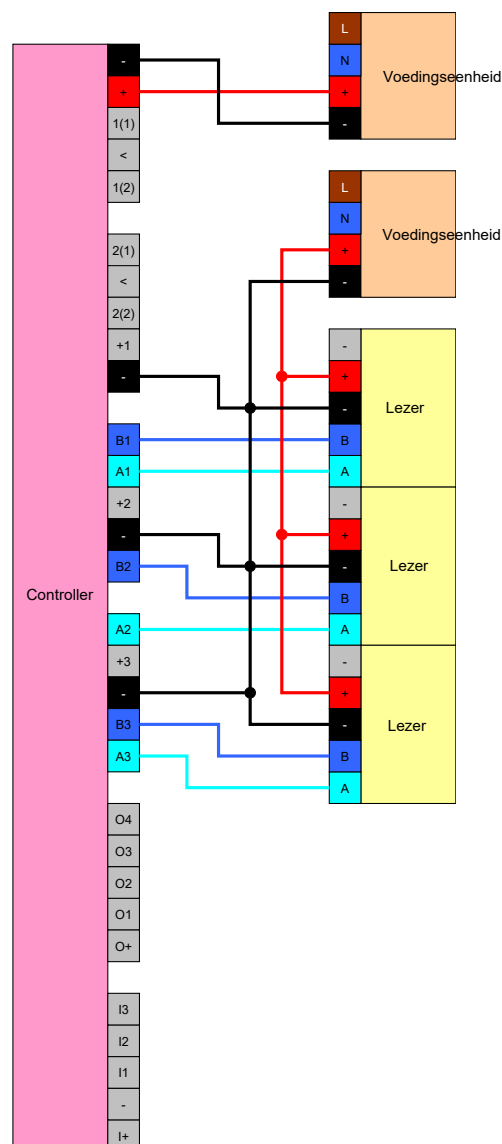 Controller
-
+
1(1)
<
1(2)
2(1)
<
2(2)
+1
-
B1
A1
+2
-
B2
A2
+3
-
B3
A3
O4
O3
O2
O1
O+
I3
I2
I1
-
I+
L
N
+
-
Voedingseenheid
L
N
+
-
Voedingseenheid
-
+
-
B
A
Lezer
-
+
-
B
A
Lezer
-
+
-
B
A
Lezer